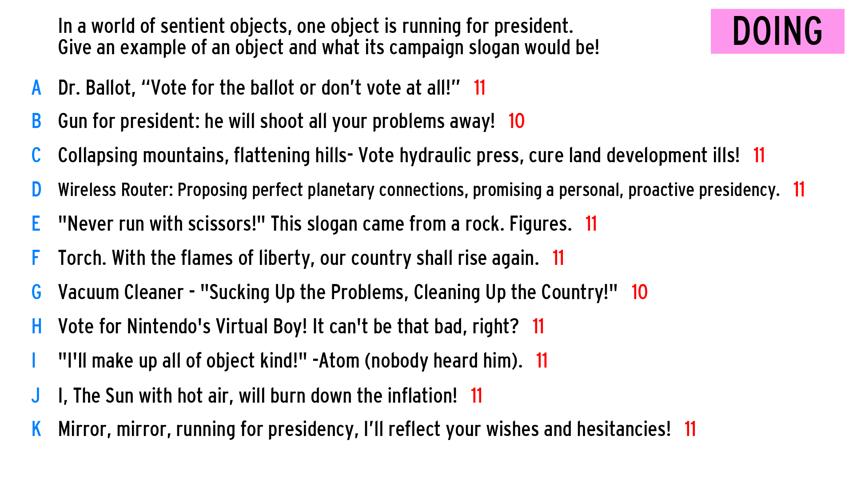 In a world of sentient objects, one object is running for president.
Give an example of an object and what its campaign slogan would be!
DOING
A Dr. Ballot, “Vote for the ballot or don’t vote at all!” 11
B Gun for president: he will shoot all your problems away! 10
C Collapsing mountains, flattening hills- Vote hydraulic press, cure land development ills! 11
D Wireless Router: Proposing perfect planetary connections, promising a personal, proactive presidency. 11
E "Never run with scissors!" This slogan came from a rock. Figures. 11
F Torch. With the flames of liberty, our country shall rise again. 11
G Vacuum Cleaner - "Sucking Up the Problems, Cleaning Up the Country!" 10
H Vote for Nintendo's Virtual Boy! It can't be that bad, right? 11
I "I'll make up all of object kind!" -Atom (nobody heard him). 11
J I, The Sun with hot air, will burn down the inflation! 11
K Mirror, mirror, running for presidency, I’ll reflect your wishes and hesitancies! 11